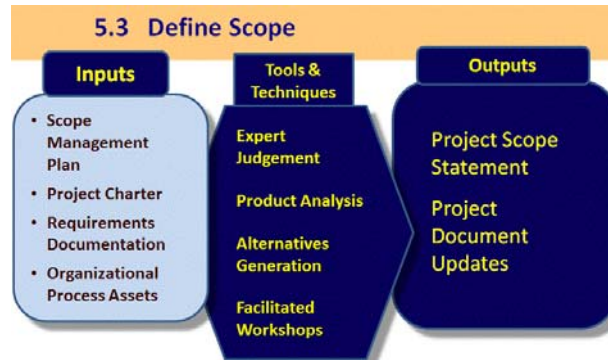 5.3 Define Scope
Inputs
• Scope
Management
Plan
• Project Charter
• Requirements
Documentation
• Organizational
Process Assets
Tools &
Techniques
Expert
Judgement
Product Analysis
Alternatives
Generation
Facilitated
Workshops
Outputs
Project Scope
Statement
Project
Document
Updates